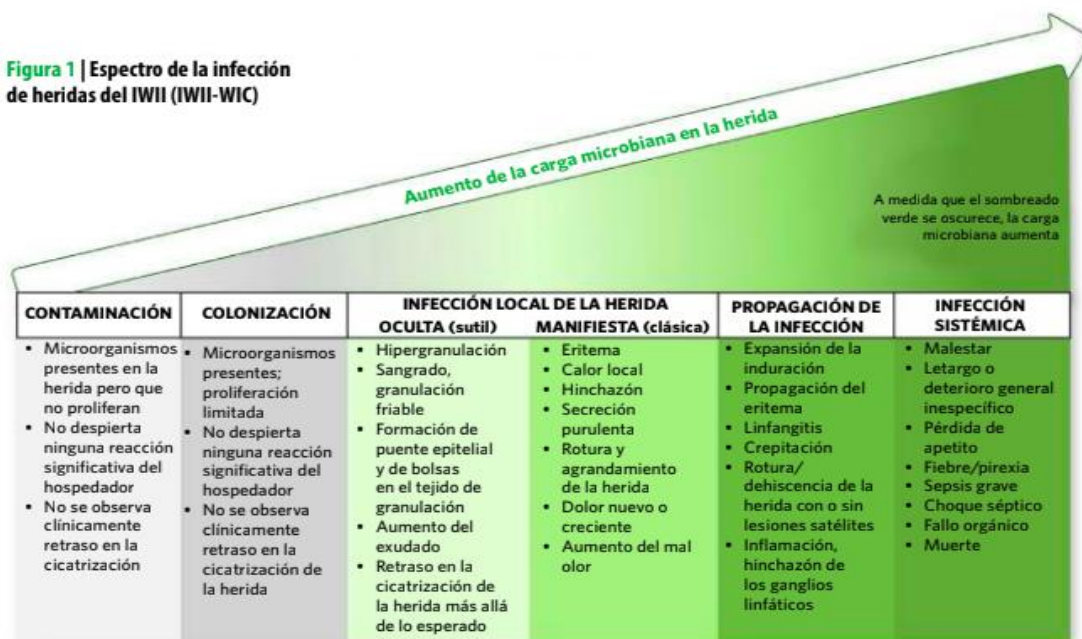 Figura 1 | Espectro de la infección
de heridas del IWII (IWII-WIC)
Aumento de la carga microbiana en la herida
A medida que el sombreado
verde se oscurece, la carga
microbiana aumenta
CONTAMINACIÓN
• Microorganismos
presentes en la
herida pero que
no proliferan
• No despierta
ninguna reacción
significativa del
hospedador
• No se observa
clínicamente
retraso en la
cicatrización
COLONIZACIÓN
• Microorganismos
presentes;
proliferación
limitada
• No despierta
ninguna reacción
significativa del
hospedador
• No se observa
clínicamente
retraso en la
cicatrización de
la herida
INFECCIÓN LOCAL DE LA HERIDA
OCULTA (sutil)
• Hipergranulación
• Sangrado,
granulación
friable
• Formación de
puente epitelial
y de bolsas
en el tejido de
granulación
• Aumento del
exudado
• Retraso en la
cicatrización de
la herida más allá
de lo esperado
MANIFIESTA (clásica)
• Eritema
• Calor local
• Hinchazón
• Secreción
purulenta
• Rotura y
agrandamiento
de la herida
• Dolor nuevo o
creciente
• Aumento del mal
olor
PROPAGACIÓN DE
LA INFECCIÓN
• Expansión de la
induración
• Propagación del
eritema
• Linfangitis
• Crepitación
• Rotura/
dehiscencia de la
herida con o sin
lesiones satélites
• Inflamación,
hinchazón de
los ganglios
linfáticos
INFECCIÓN
SISTÉMICA
• Malestar
• Letargo o
deterioro general
inespecífico
• Pérdida de
apetito
• Fiebre/pirexia
• Sepsis grave
• Choque séptico
• Fallo orgánico
• Muerte